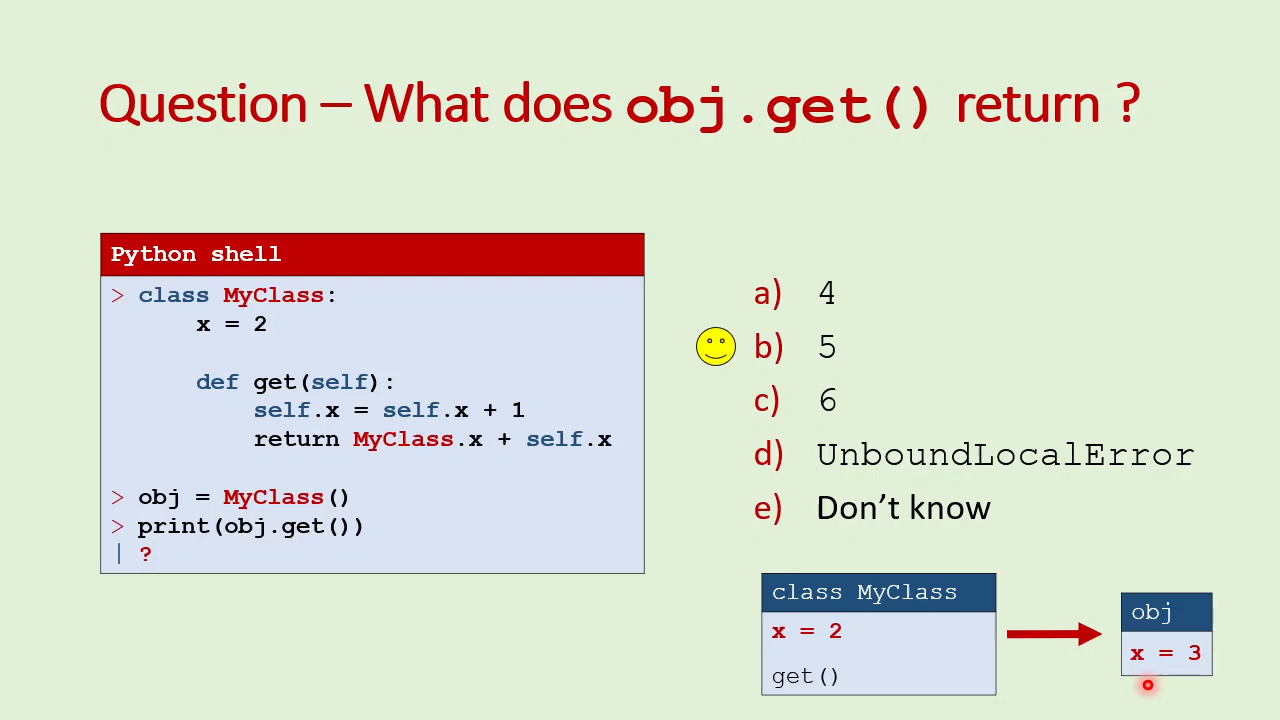 Question – What does obj.get() return ?
Python shell
> class MyClass:
x = 2
def get(self):
self.x = self.x + 1
return MyClass.x + self.x
> obj = MyClass()
> print(obj.get())
| ?
a) 4
b) 5
c) 6
d) UnboundLocalError
e) Don’t know
class MyClass
x = 2
get()
obj
x = 3